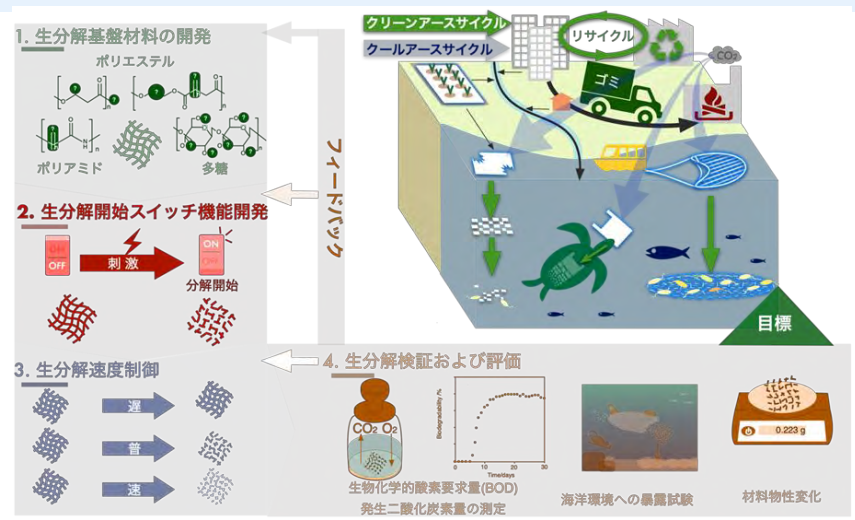 1. 生分解基盤材料の開発
ポリエステル
ポリアミド
多糖
2. 生分解開始スイッチ機能開発
OFF
刺激
ON
分解開始
3. 生分解速度制御
遅
普
速
フィードバック
クリーンアースサイクル
クールアースサイクル
リサイクル
ゴミ
CO₂
目標
4. 生分解検証および評価
CO₂ O₂
生物化学的酸素要求量(BOD)
発生二酸化炭素量の測定
Biodegradability /%
0 10 20 30
Time/days
海洋環境への暴露試験
0.223 g
材料物性変化